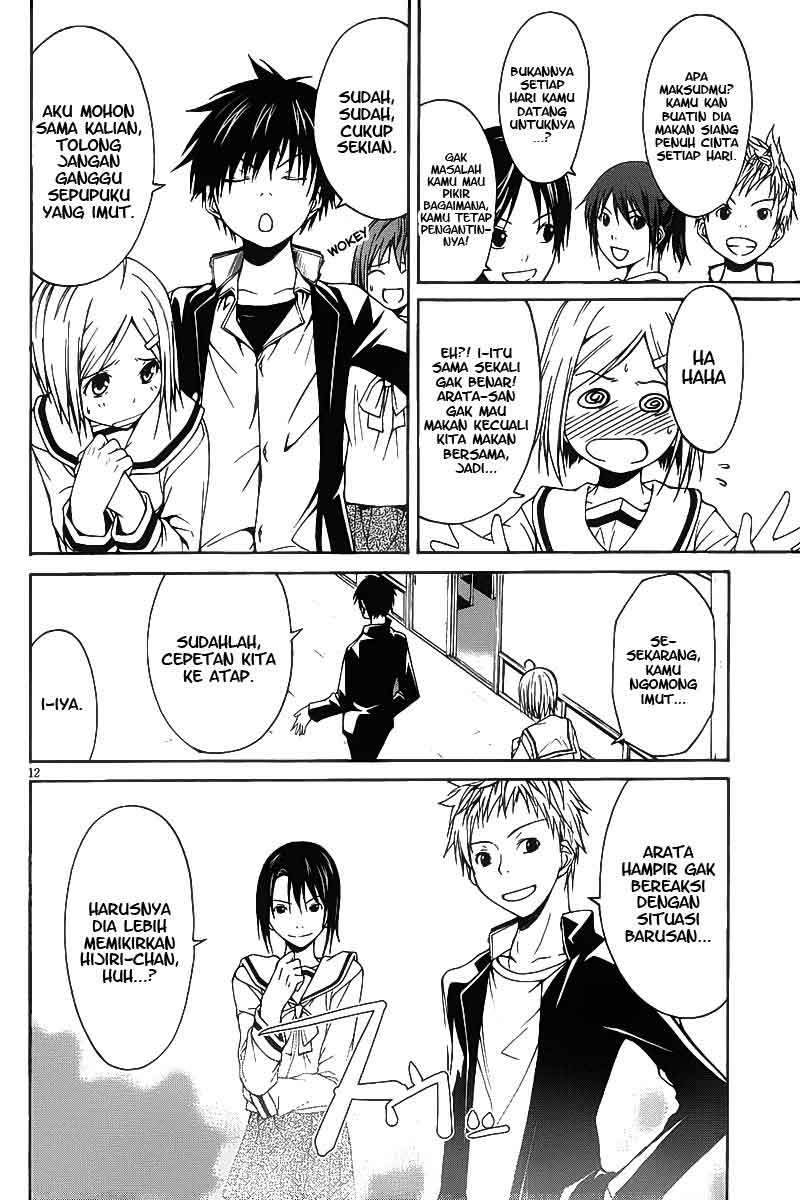 APA
MAKSUDMU?
KAMU KAN
BUATIN DIA
MAKAN SIANG
PENUH CINTA
SETIAP HARI.
BUKANNYA
SETIAP
HARI KAMU
DATANG
UNTUKNYA
...?
GAK
MASALAH
KAMU MAU
PIKIR
BAGAIMANA,
KAMU TETAP
PENGANTIN-
NYA!
HA
HAHA
EH?! I-ITU
SAMA SEKALI
GAK BENAR!
ARATA-SAN
GAK MAU
MAKAN KECUALI
KITA MAKAN
BERSAMA,
JADI...
SUDAH,
SUDAH,
CUKUP
SEKIAN.
WOKEY
AKU MOHON
SAMA KALIAN,
TOLONG
JANGAN
GANGGU
SEPUPUKU
YANG IMUT.
SE-
SEKARANG,
KAMU
NGOMONG
IMUT...
SUDAHLAH,
CEPETAN KITA
KE ATAP.
I-IYA.
12
ARATA
HAMPIR GAK
BEREAKSI
DENGAN
SITUASI
BARUSAN...
HARUSNYA
DIA LEBIH
MEMIKIRKAN
HIJIRI-CHAN,
HUH...?